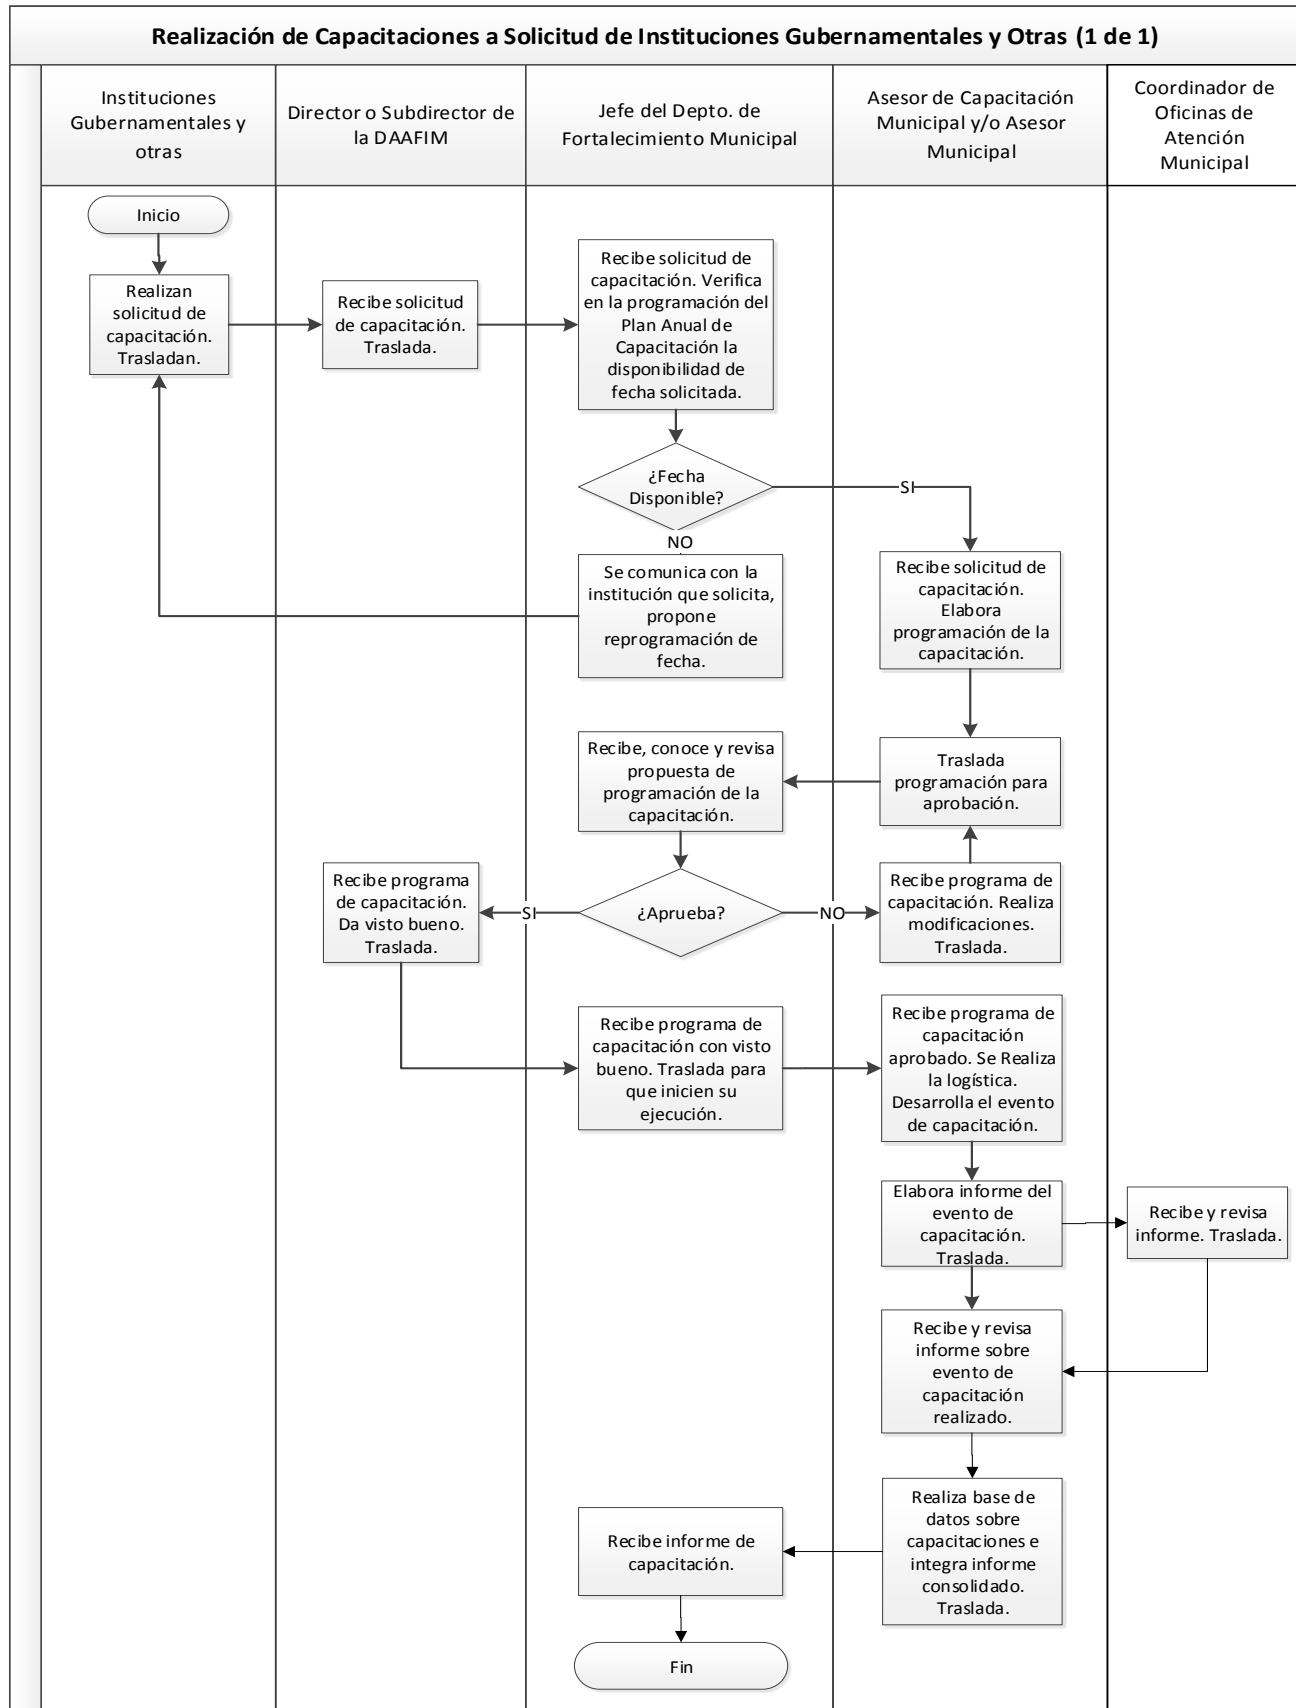 Realización de Capacitaciones a Solicitud de Instituciones Gubernamentales y Otras (1 de 1)
Instituciones
Gubernamentales y
otras
Director o Subdirector de
la DAAFIM
Jefe del Depto. de
Fortalecimiento Municipal
Asesor de Capacitación
Municipal y/o Asesor
Municipal
Coordinador de
Oficinas de
Atención
Municipal
Inicio
Realizan
solicitud de
capacitación.
Trasladan.
Recibe solicitud
de capacitación.
Traslada.
Recibe solicitud de
capacitación. Verifica
en la programación del
Plan Anual de
Capacitación la
disponibilidad de
fecha solicitada.
¿Fecha
Disponible?
SI
NO
Se comunica con la
institución que solicita,
propone
reprogramación de
fecha.
Recibe solicitud de
capacitación.
Elabora
programación de la
capacitación.
Traslada
programación para
aprobación.
Recibe, conoce y revisa
propuesta de
programación de la
capacitación.
¿Aprueba?
SI
NO
Recibe programa
de capacitación.
Da visto bueno.
Traslada.
Recibe programa de
capacitación. Realiza
modificaciones.
Traslada.
Recibe programa de
capacitación con visto
bueno. Traslada para
que inicien su
ejecución.
Recibe programa de
capacitación
aprobado. Se Realiza
la logística.
Desarrolla el evento
de capacitación.
Elabora informe del
evento de
capacitación.
Traslada.
Recibe y revisa
informe. Traslada.
Recibe y revisa
informe sobre
evento de
capacitación
realizado.
Realiza base de
datos sobre
capacitaciones e
integra informe
consolidado.
Traslada.
Recibe informe de
capacitación.
Fin